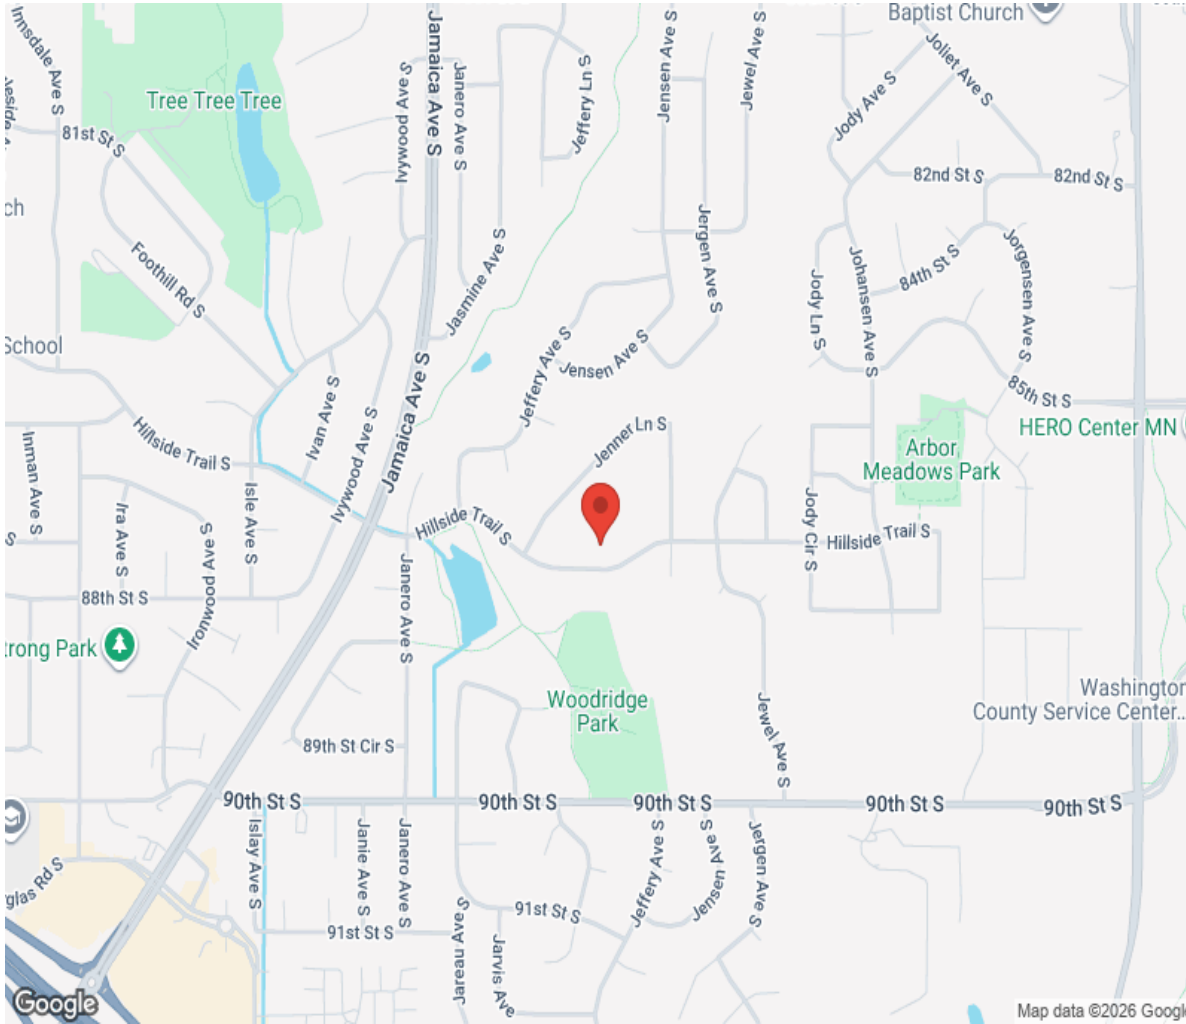 Baptist Church
Innsdale Ave S
Jamaica Ave S
Janero Ave S
Ivywood Ave S
Jeffery Ln S
Jensen Ave S
Jewel Ave S
Joliet Ave S
Jody Ave S
Tree Tree Tree
81st St S
82nd St S
82nd St S
ch
Foothill Rd S
Jasmine Ave S
Jergen Ave S
Jody Ln S
Johansen Ave S
84th St S
Jorgensen Ave S
School
Jamaica Ave S
Jeffery Ave S
Jensen Ave S
85th St S
HERO Center MN
Ivan Ave S
Ivywood Ave S
Hillside Trail S
Jenner Ln S
Arbor
Meadows Park
Inman Ave S
Ira Ave S
Isle Ave S
Ironwood Ave S
Hillside Trail S
Jody Cir S
Hillside Trail S
S
88th St S
Janero Ave S
trong Park
Woodridge
Park
Jewel Ave S
Washington
County Service Center...
89th St Cir S
90th St S
90th St S
90th St S
90th St S
90th St S
Islay Ave S
Janie Ave S
Janero Ave S
Jeffery Ave S
Jensen Ave S
Jergen Ave S
glas Rd S
91st St S
91st St S
Jareau Ave S
Jarvis Ave
Google
Map data ©2026 Google